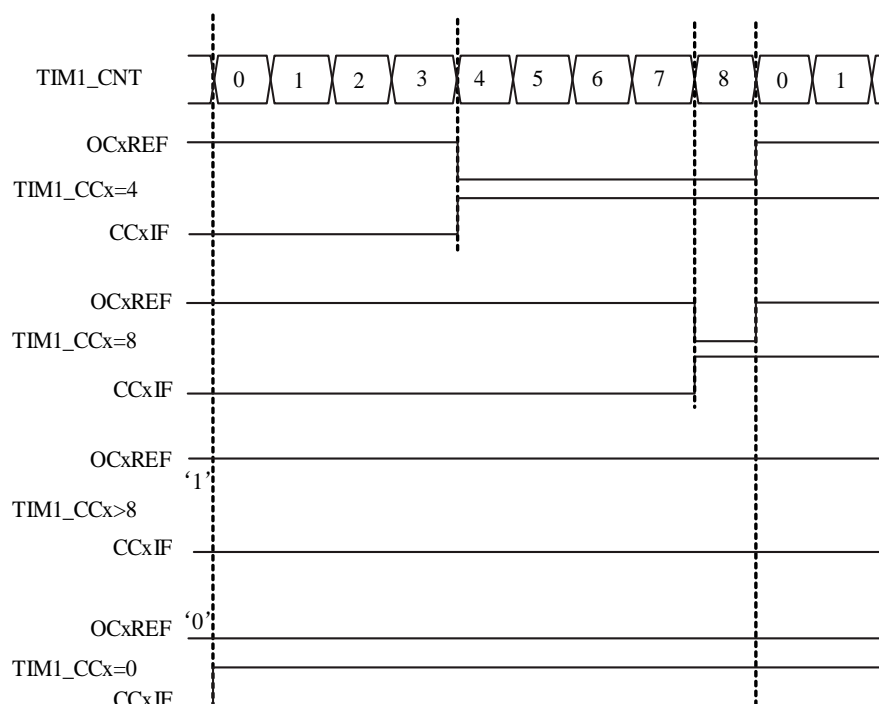 TIM1_CNT 0 1 2 3 4 5 6 7 8 0 1
OCxREF
TIM1_CCx=4
CCxIF
OCxREF
TIM1_CCx=8
CCxIF
OCxREF
‘1’
TIM1_CCx>8
CCxIF
OCxREF ‘0’
TIM1_CCx=0
CCxIF